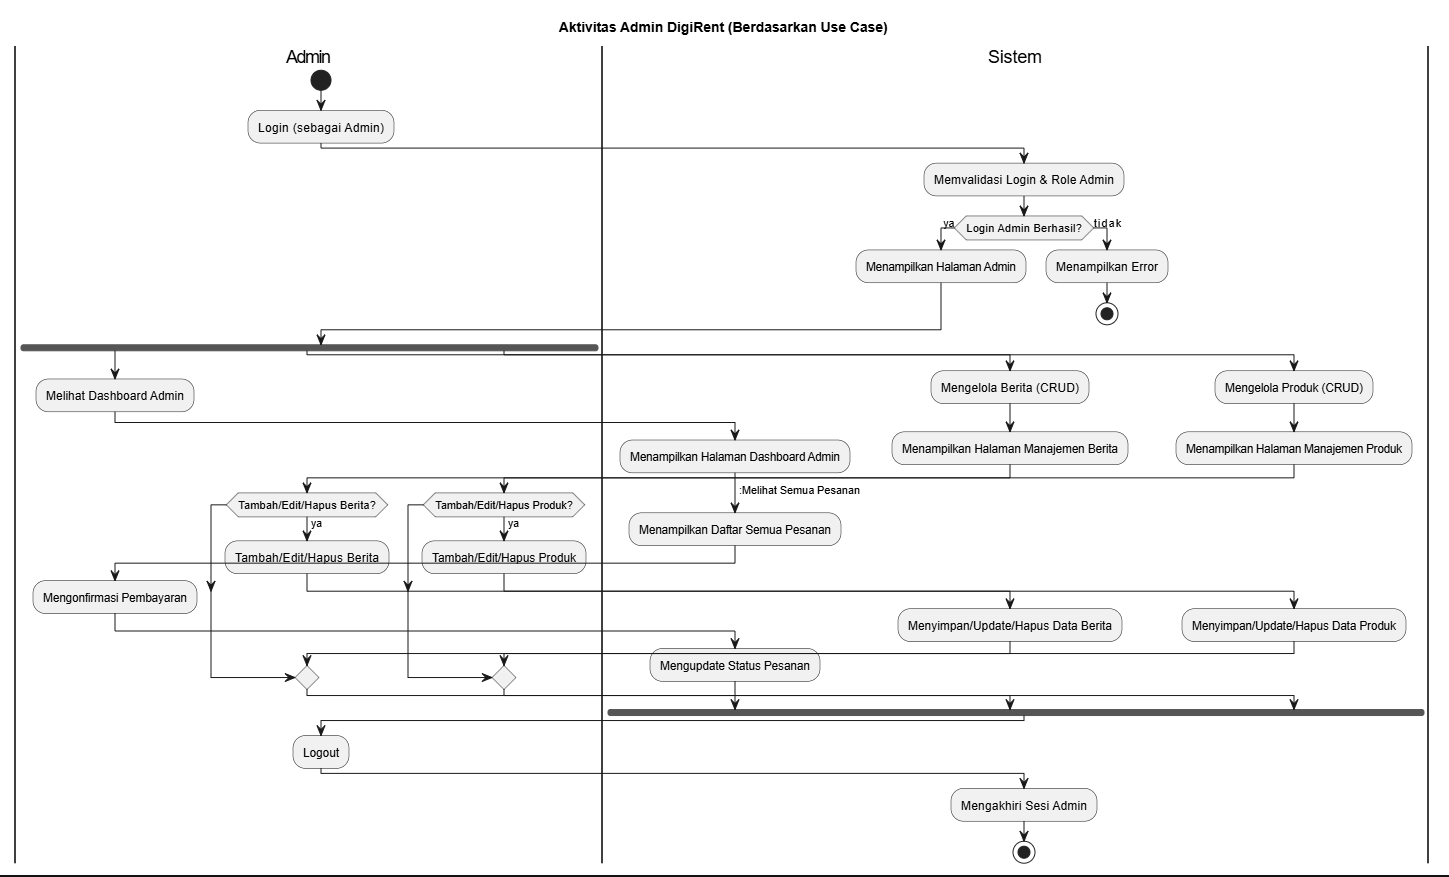 Aktivitas Admin DigiRent (Berdasarkan Use Case)
Admin
Sistem
Login (sebagai Admin)
Memvalidasi Login & Role Admin
ya
Login Admin Berhasil?
tidak
Menampilkan Halaman Admin
Menampilkan Error
Melihat Dashboard Admin
Mengelola Berita (CRUD)
Mengelola Produk (CRUD)
Menampilkan Halaman Dashboard Admin
Menampilkan Halaman Manajemen Berita
Menampilkan Halaman Manajemen Produk
:Melihat Semua Pesanan
Tambah/Edit/Hapus Berita?
Tambah/Edit/Hapus Produk?
ya
ya
Menampilkan Daftar Semua Pesanan
Tambah/Edit/Hapus Berita
Tambah/Edit/Hapus Produk
Mengonfirmasi Pembayaran
Menyimpan/Update/Hapus Data Berita
Menyimpan/Update/Hapus Data Produk
Mengupdate Status Pesanan
Logout
Mengakhiri Sesi Admin